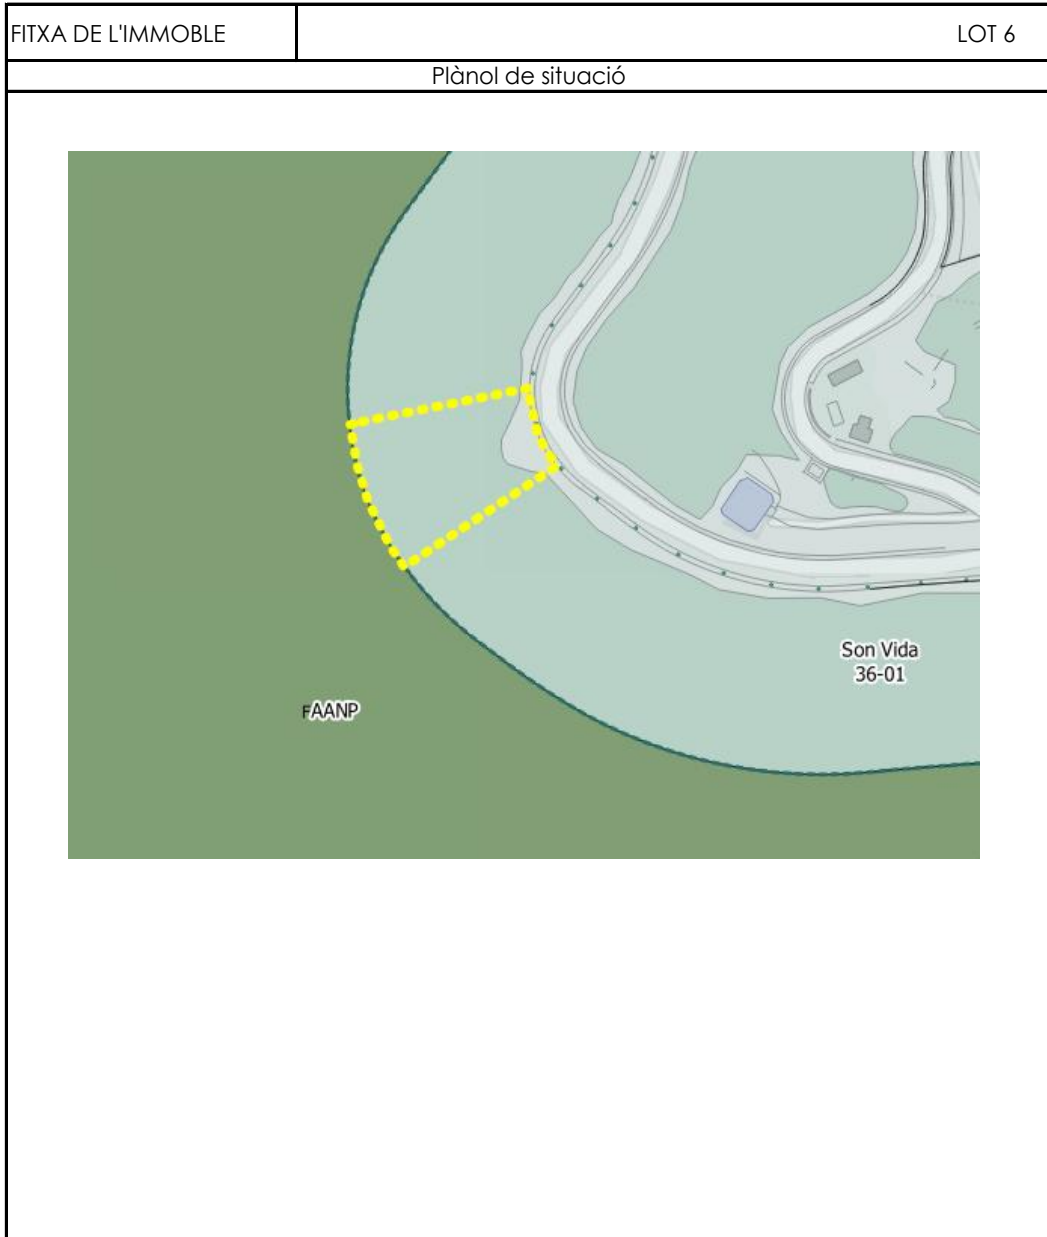 FITXA DE L'IMMOBLE
LOT 6
Plànol de situació
Son Vida
36-01
FAANP